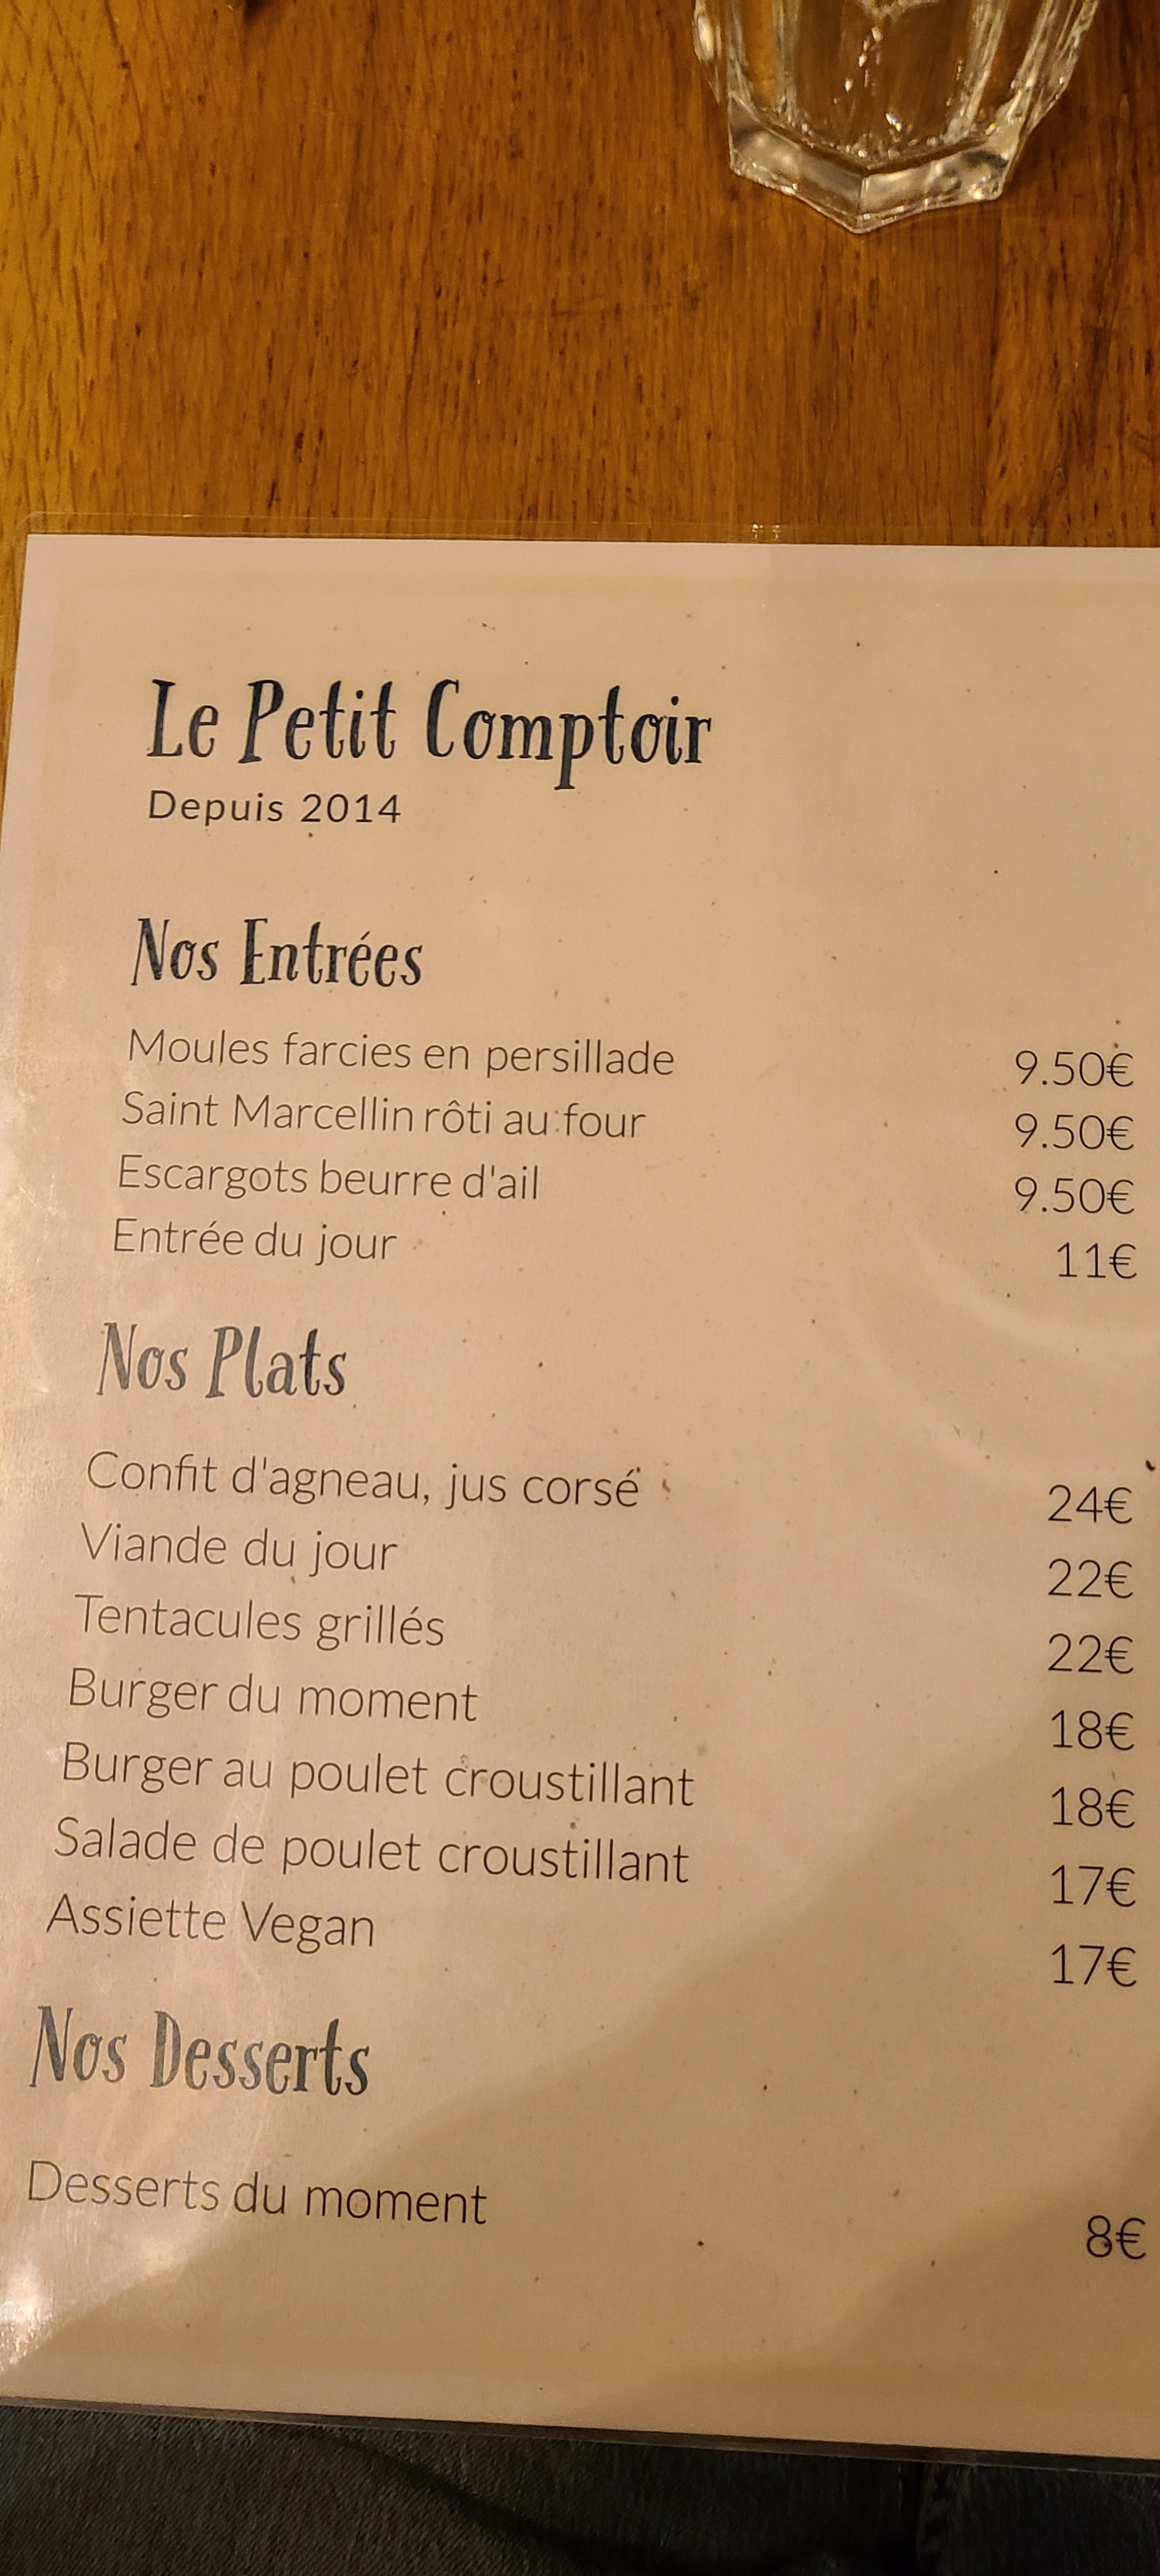 Le Petit Comptoir
Depuis 2014
Nos Entrées
Moules farcies en persillade 9.50€
Saint Marcellin rôti au four 9.50€
Escargots beurre d'ail 9.50€
Entrée du jour 11€
Nos Plats
Confit d'agneau, jus corsé 24€
Viande du jour 22€
Tentacules grillés 22€
Burger du moment 18€
Burger au poulet croustillant 18€
Salade de poulet croustillant 17€
Assiette Vegan 17€
Nos Desserts
Desserts du moment 8€